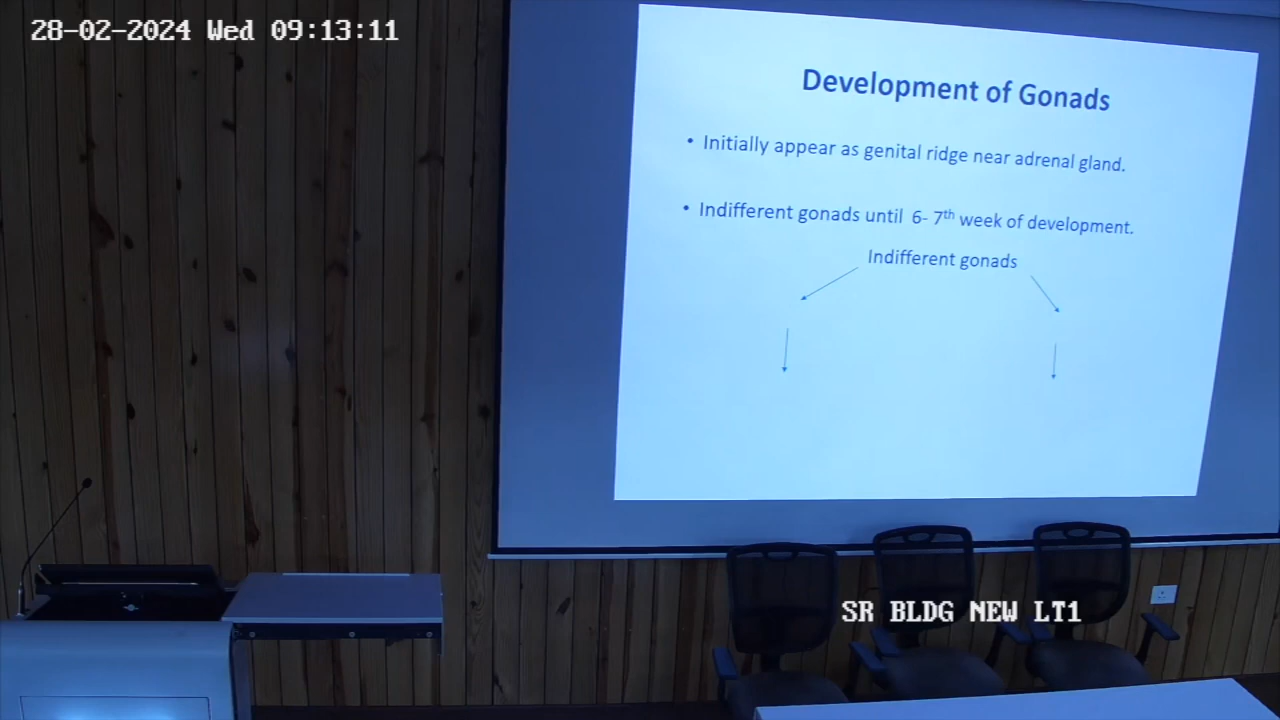 28-02-2024 Wed 09:13:11
Development of Gonads
• Initially appear as genital ridge near adrenal gland.
• Indifferent gonads until 6- 7th week of development.
Indifferent gonads
SR BLDG NEW LT1